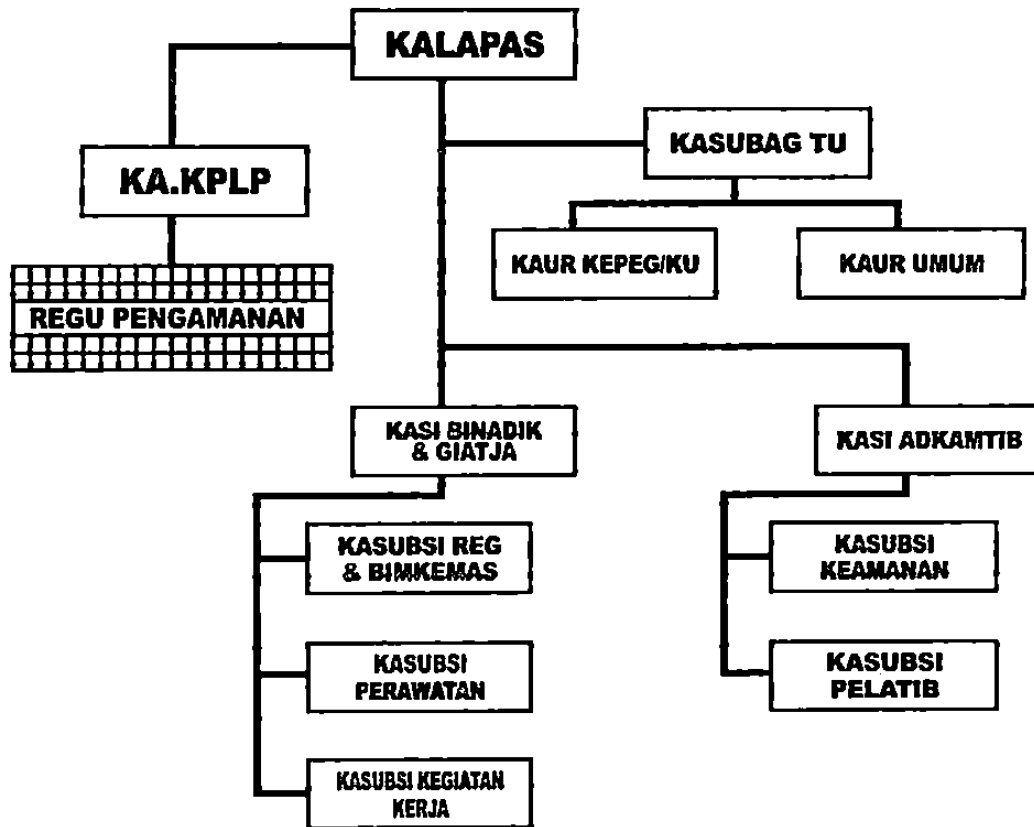 KALAPAS
KASUBAG TU
KA.KPLP
KAUR KEPEG/KU
KAUR UMUM
REGU PENGAMANAN
KASI BINADIK
& GIATJA
KASI ADKAMTIB
KASUBSI REG
& BIMKEMAS
KASUBSI
KEAMANAN
KASUBSI
PERAWATAN
KASUBSI
PELATIB
KASUBSI KEGIATAN
KERJA